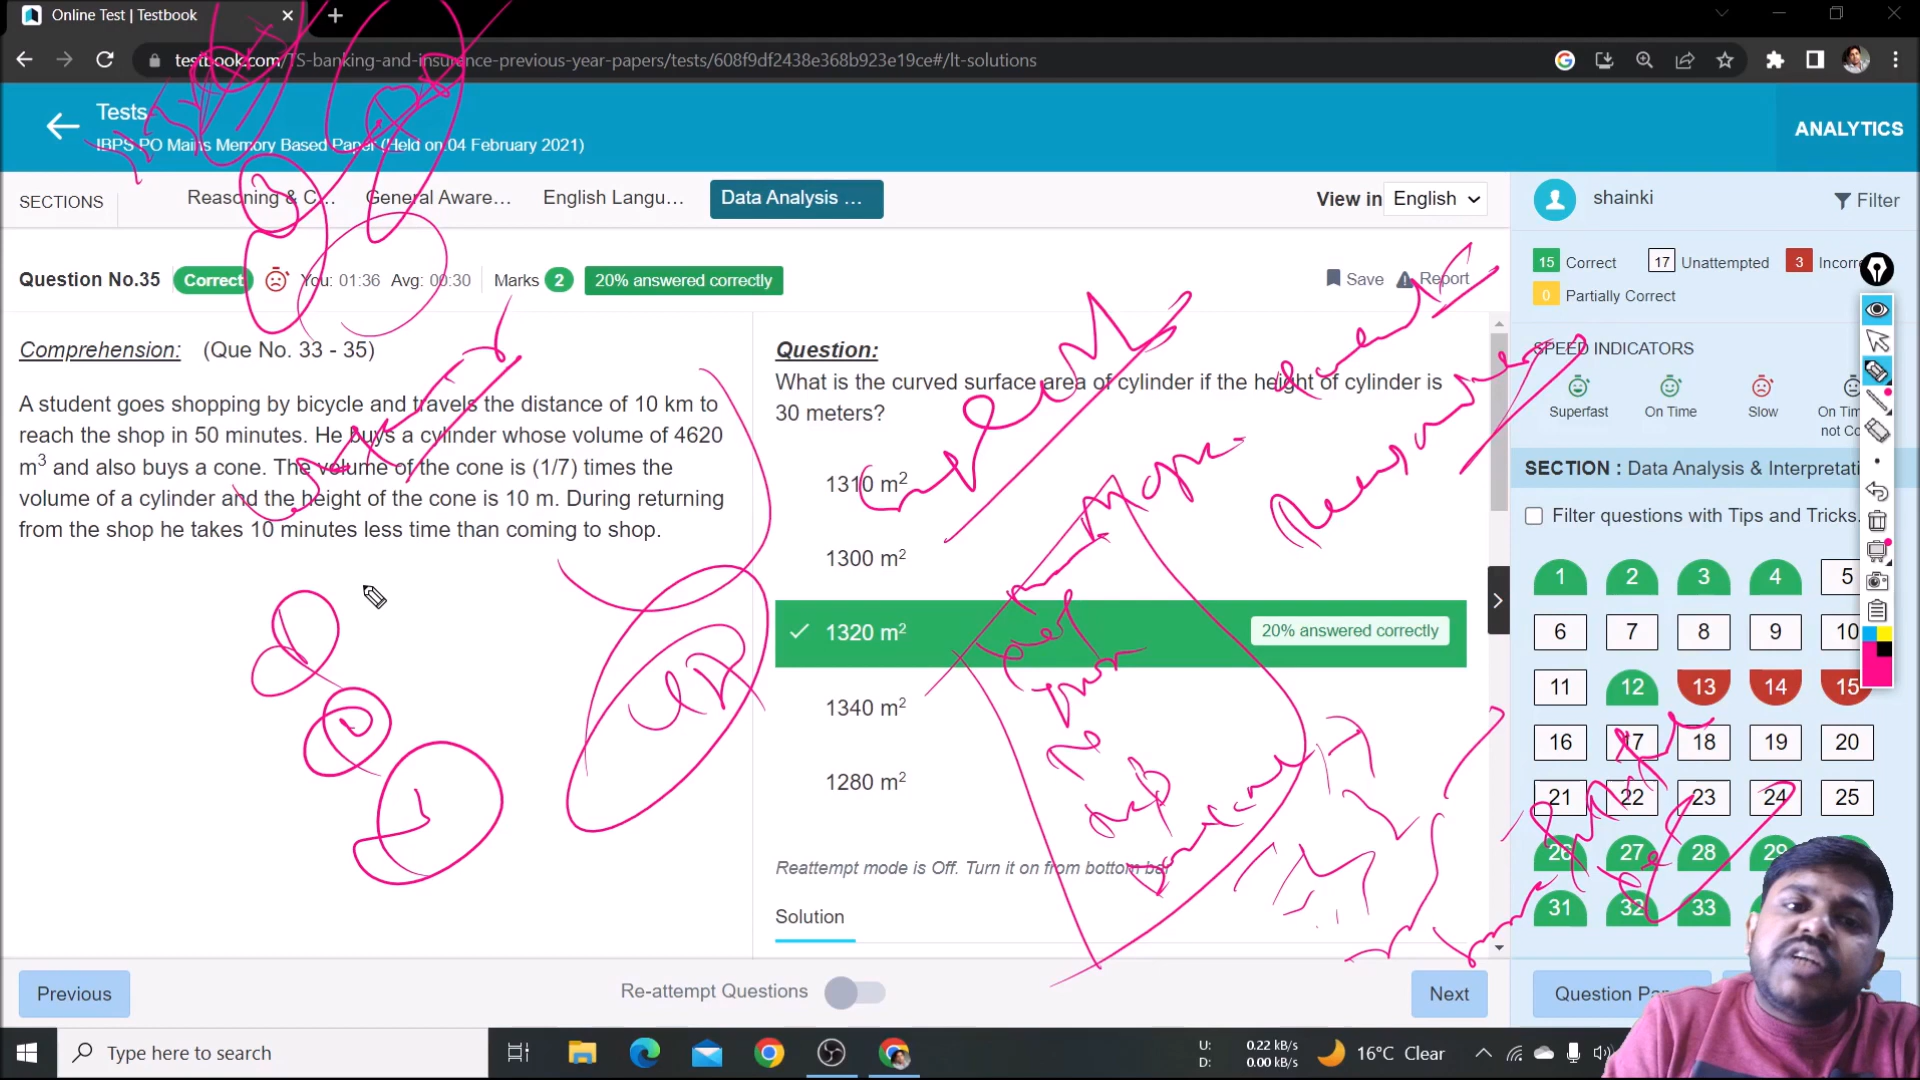 Online Test | Testbook
testbook.com/TS-banking-and-insurence-previous-year-papers/tests/608f9df2438e368b923e19ce#/lt-solutions
Tests
IBPS PO Mains Memory Based Paper (Held on 04 February 2021)
ANALYTICS
SECTIONS
Reasoning & C...
General Aware...
English Langu...
Data Analysis ...
View in
English
shainki
Filter
Question No.35
Correct
You: 01:36
Avg: 00:30
Marks 2
20% answered correctly
Save
Report
15 Correct
17 Unattempted
3 Incorre
0 Partially Correct
Comprehension: (Que No. 33 - 35)
A student goes shopping by bicycle and travels the distance of 10 km to
reach the shop in 50 minutes. He buys a cylinder whose volume of 4620
m³ and also buys a cone. The volume of the cone is (1/7) times the
volume of a cylinder and the height of the cone is 10 m. During returning
from the shop he takes 10 minutes less time than coming to shop.
Question:
What is the curved surface area of cylinder if the height of cylinder is
30 meters?
1310 m²
1300 m²
1320 m²
20% answered correctly
1340 m²
1280 m²
Reattempt mode is Off. Turn it on from bottom bar
Solution
SPEED INDICATORS
Superfast
On Time
Slow
On Tim
not Co
SECTION : Data Analysis & Interpretati
Filter questions with Tips and Tricks.
1 2 3 4 5
6 7 8 9 10
11 12 13 14 15
16 17 18 19 20
21 22 23 24 25
26 27 28 29
31 32 33
Previous
Re-attempt Questions
Next
Question Pap
Type here to search
U: 0.22 kB/s
D: 0.00 kB/s
16°C Clear